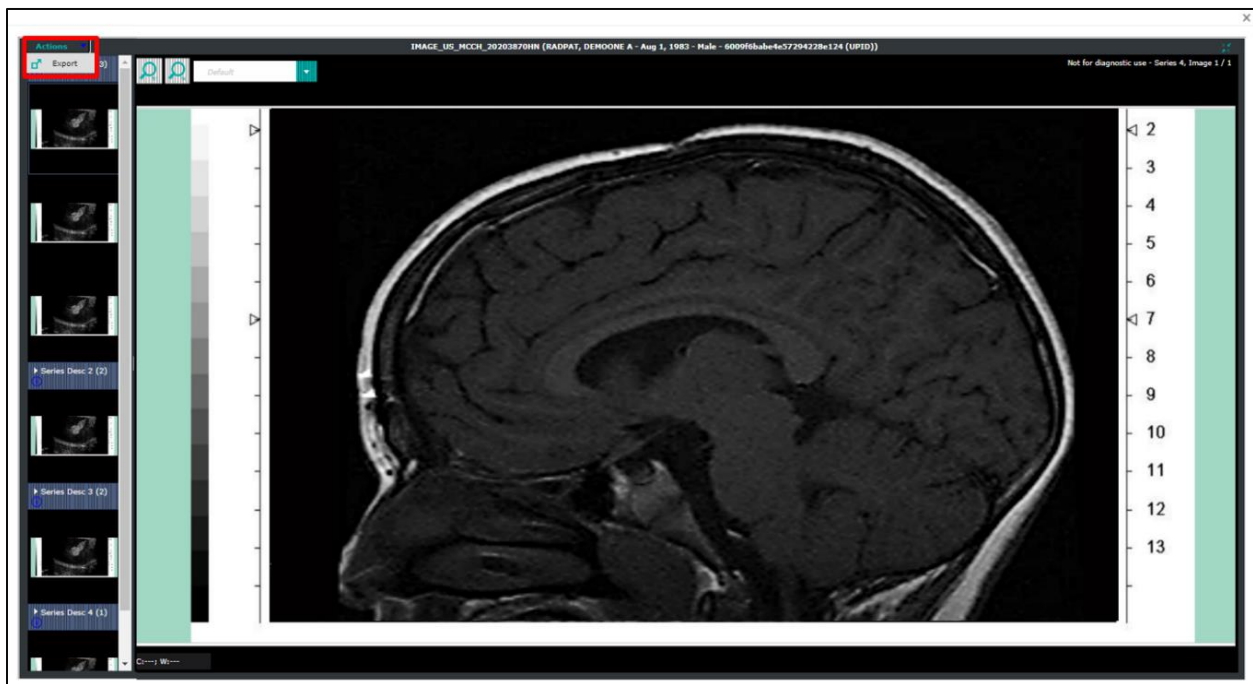 ×
Actions
IMAGE_US_MCCH_20203870HN (RADPAT, DEMOONE A - Aug 1, 1983 - Male - 6009f6babe4e57294228e124 (UPID))
Export
3)
Default
Not for diagnostic use - Series 4, Image 1 / 1
2
3
4
5
6
7
8
9
10
11
12
13
Series Desc 2 (2)
Series Desc 3 (2)
Series Desc 4 (1)
C:---; W:---